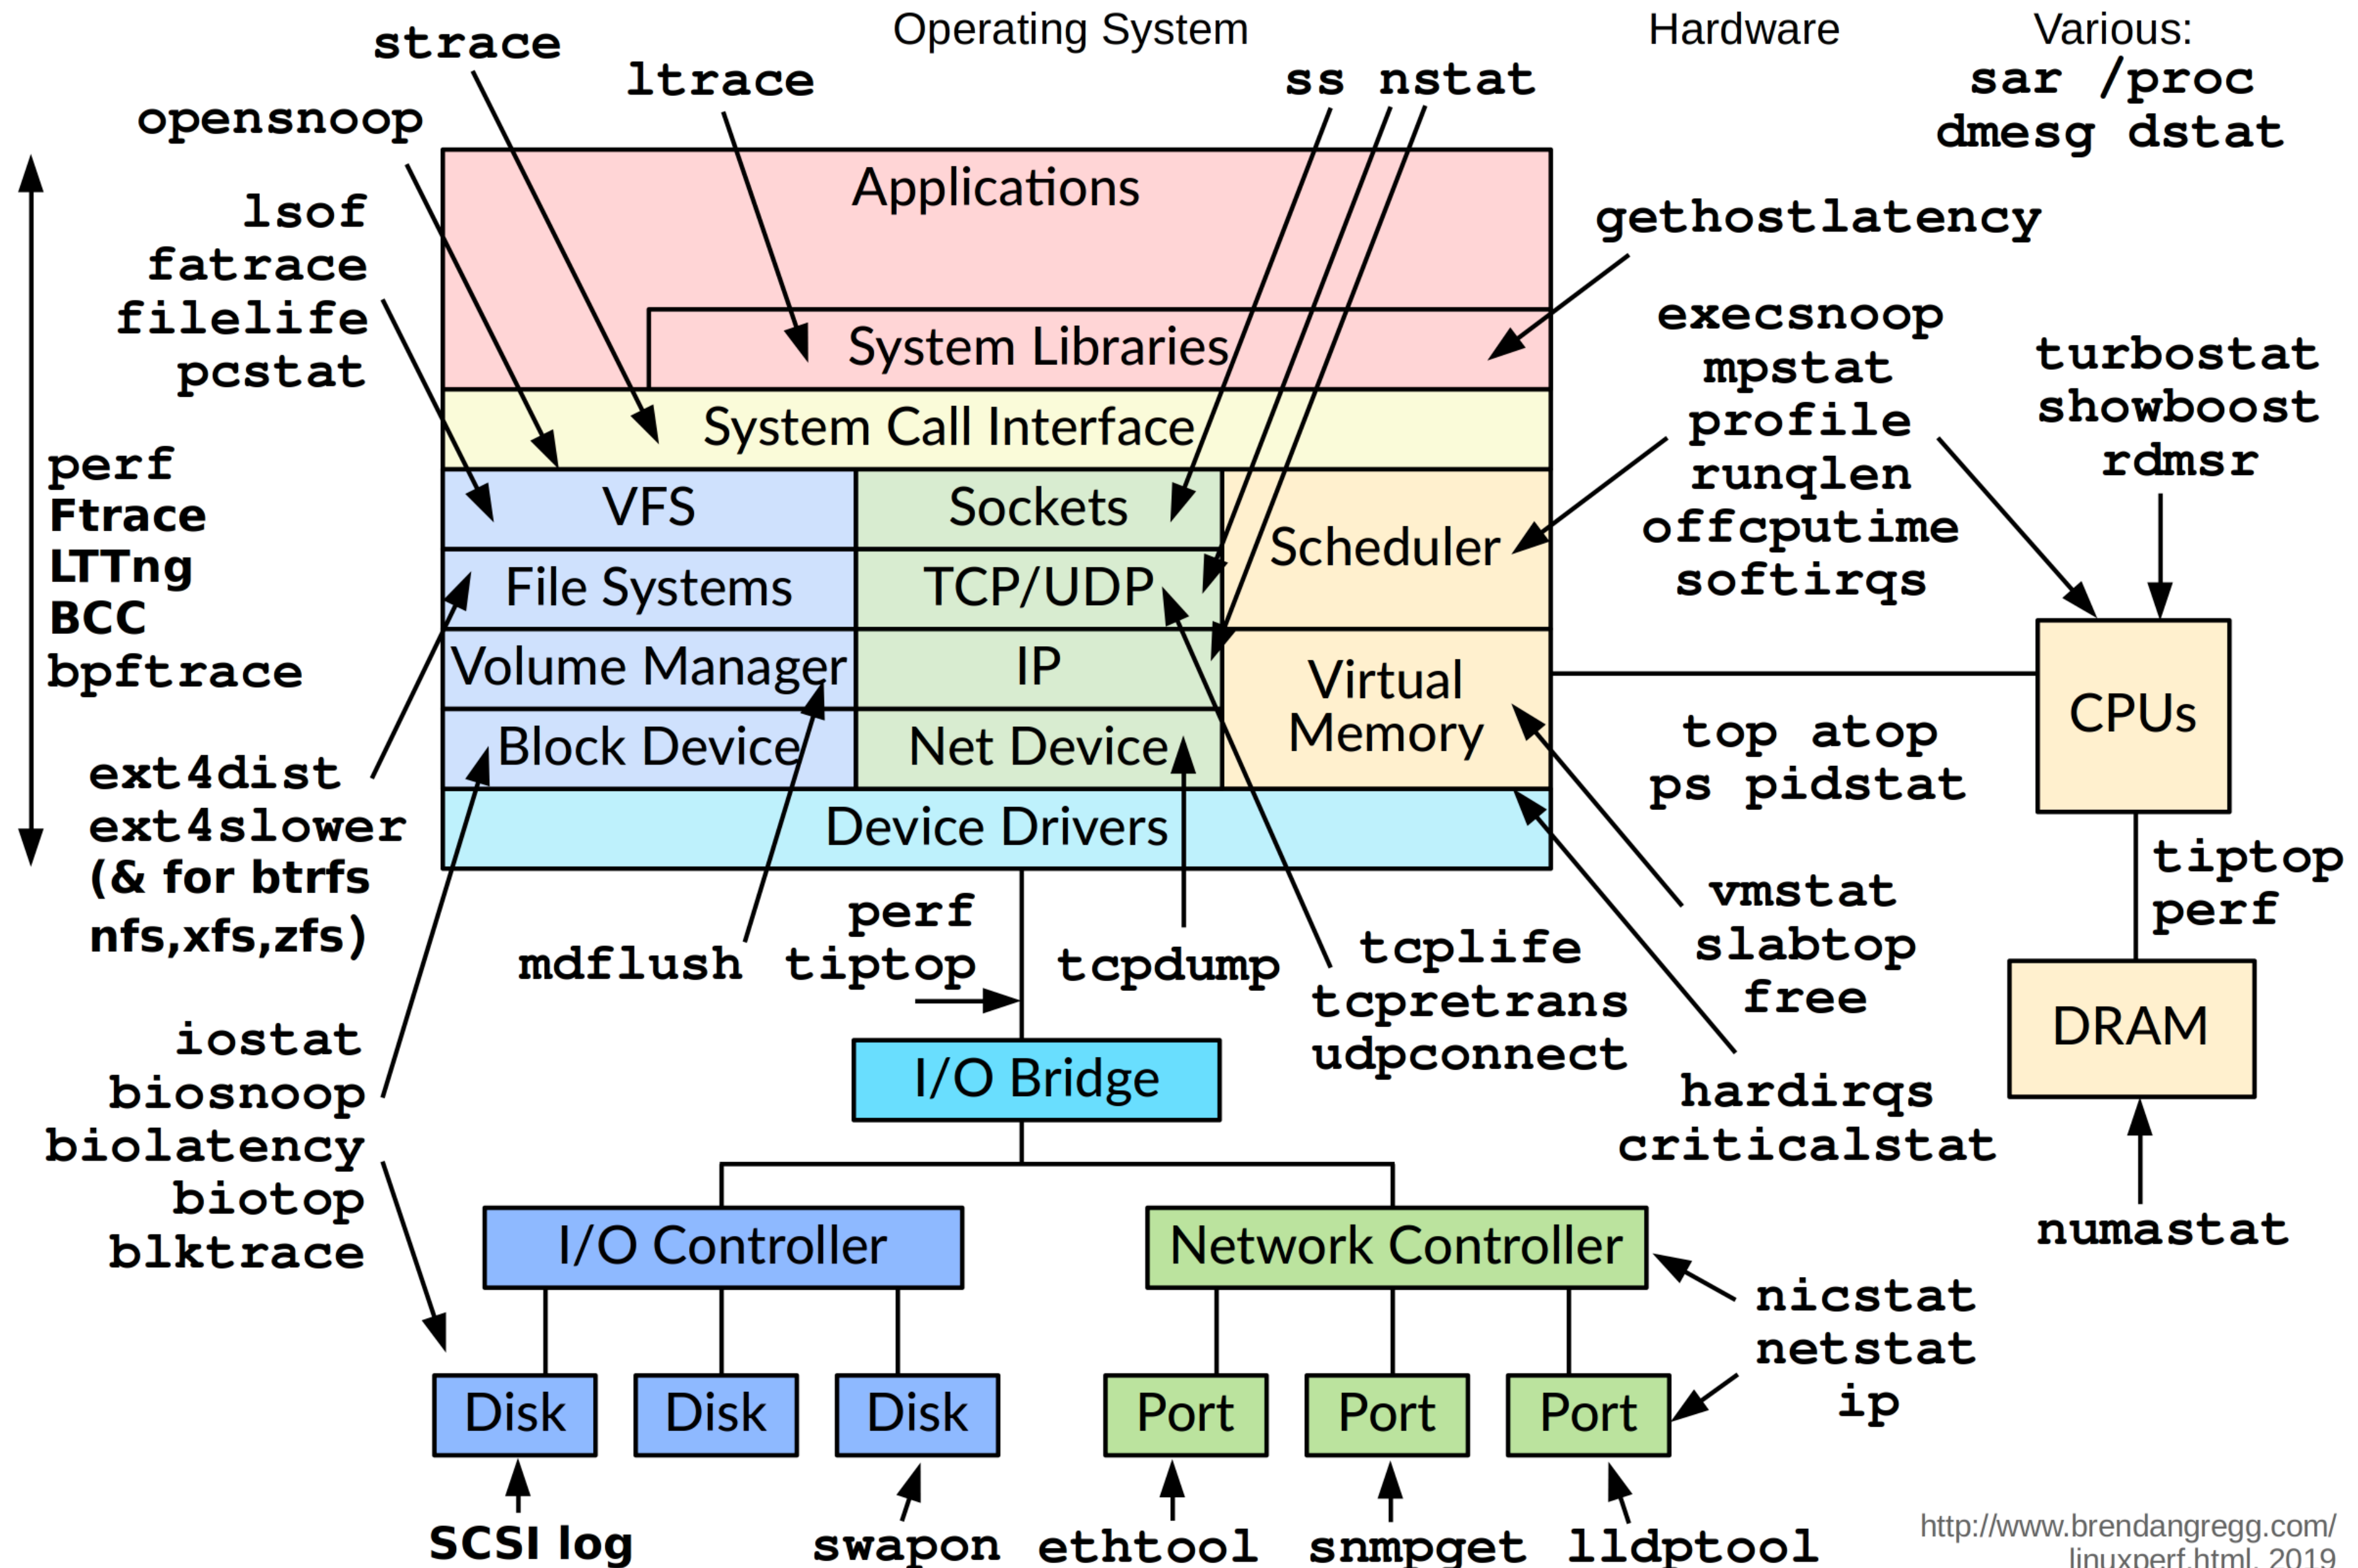 Operating System
Hardware
Various:
strace
ltrace
ss nstat
sar /proc
dmesg dstat
opensnoop
lsof
fatrace
filelife
pcstat
Applications
gethostlatency
System Libraries
execsnoop
mpstat
profile
runqlen
offcputime
softirqs
turbostat
showboost
rdmsr
System Call Interface
perf
Ftrace
LTTng
BCC
bpftrace
VFS
Sockets
Scheduler
File Systems
TCP/UDP
Volume Manager
IP
Virtual
Memory
Block Device
Net Device
Device Drivers
CPUs
top atop
ps pidstat
ext4dist
ext4slower
(& for btrfs
nfs,xfs,zfs)
tiptop
perf
mdflush
perf
tiptop
tcpdump
tcplife
tcpretrans
udpconnect
vmstat
slabtop
free
DRAM
iostat
biosnoop
biolatency
biotop
blktrace
I/O Bridge
hardirqs
criticalstat
numastat
I/O Controller
Network Controller
nicstat
netstat
ip
Disk
Disk
Disk
Port
Port
Port
SCSI log
swapon
ethtool
snmpget
lldptool
http://www.brendangregg.com/
linuxperf.html, 2019